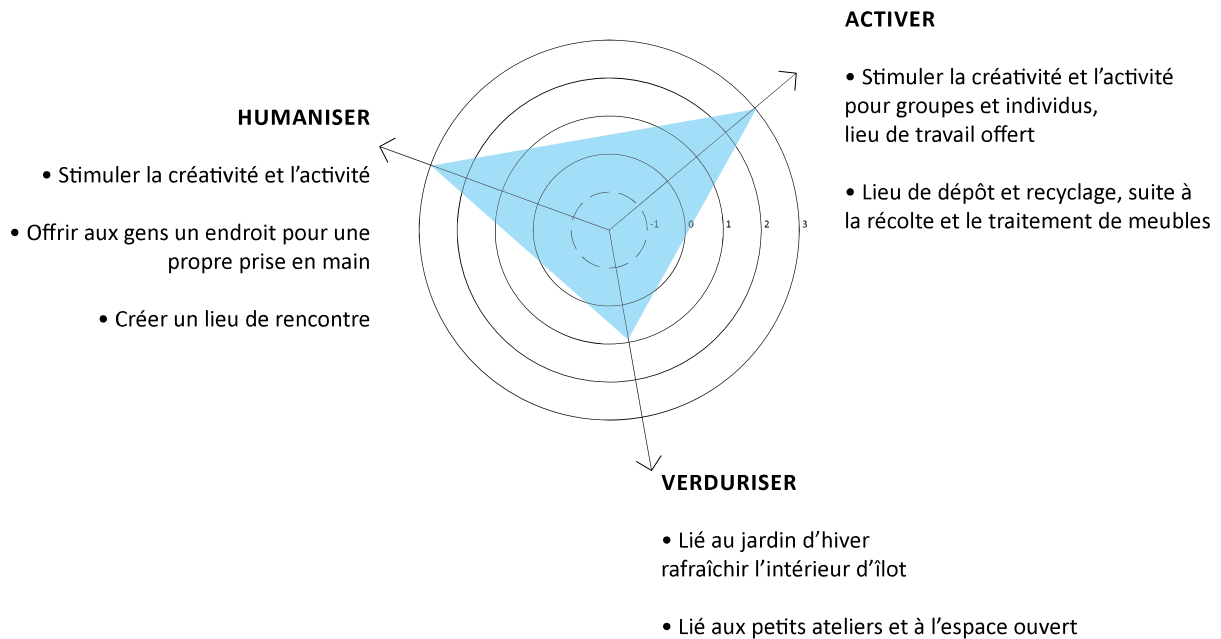 ACTIVER
• Stimuler la créativité et l'activité
pour groupes et individus,
lieu de travail offert
• Lieu de dépôt et recyclage, suite à
la récolte et le traitement de meubles
HUMANISER
• Stimuler la créativité et l'activité
• Offrir aux gens un endroit pour une
propre prise en main
• Créer un lieu de rencontre
-1 0 1 2 3
VERDURISER
• Lié au jardin d'hiver
rafraîchir l'intérieur d'îlot
• Lié aux petits ateliers et à l'espace ouvert